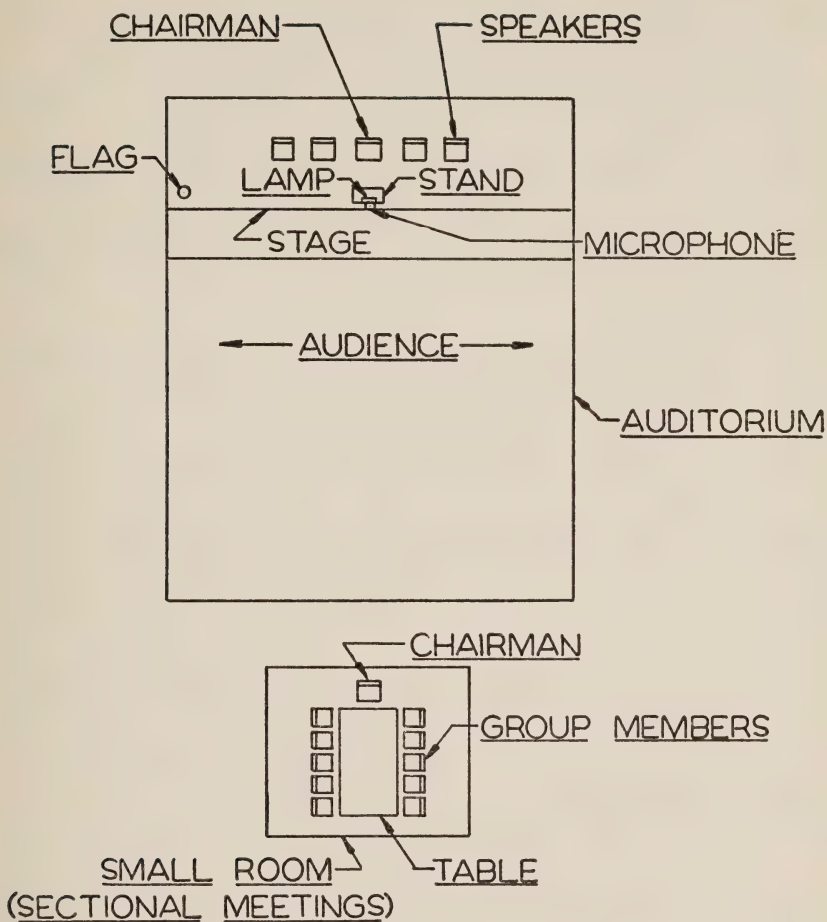 CHAIRMAN
SPEAKERS
FLAG
LAMP
STAND
STAGE
MICROPHONE
AUDIENCE
AUDITORIUM
CHAIRMAN
GROUP MEMBERS
SMALL ROOM
(SECTIONAL MEETINGS)
TABLE